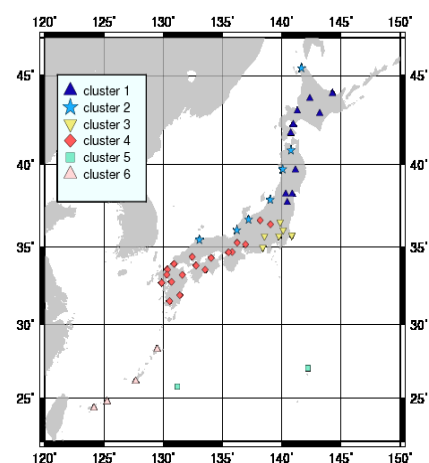 120˚ 125˚ 130˚ 135˚ 140˚ 145˚ 150˚
45˚ 45˚
cluster 1
cluster 2
cluster 3
cluster 4
cluster 5
cluster 6
40˚ 40˚
35˚ 35˚
30˚ 30˚
25˚ 25˚
120˚ 125˚ 130˚ 135˚ 140˚ 145˚ 150˚